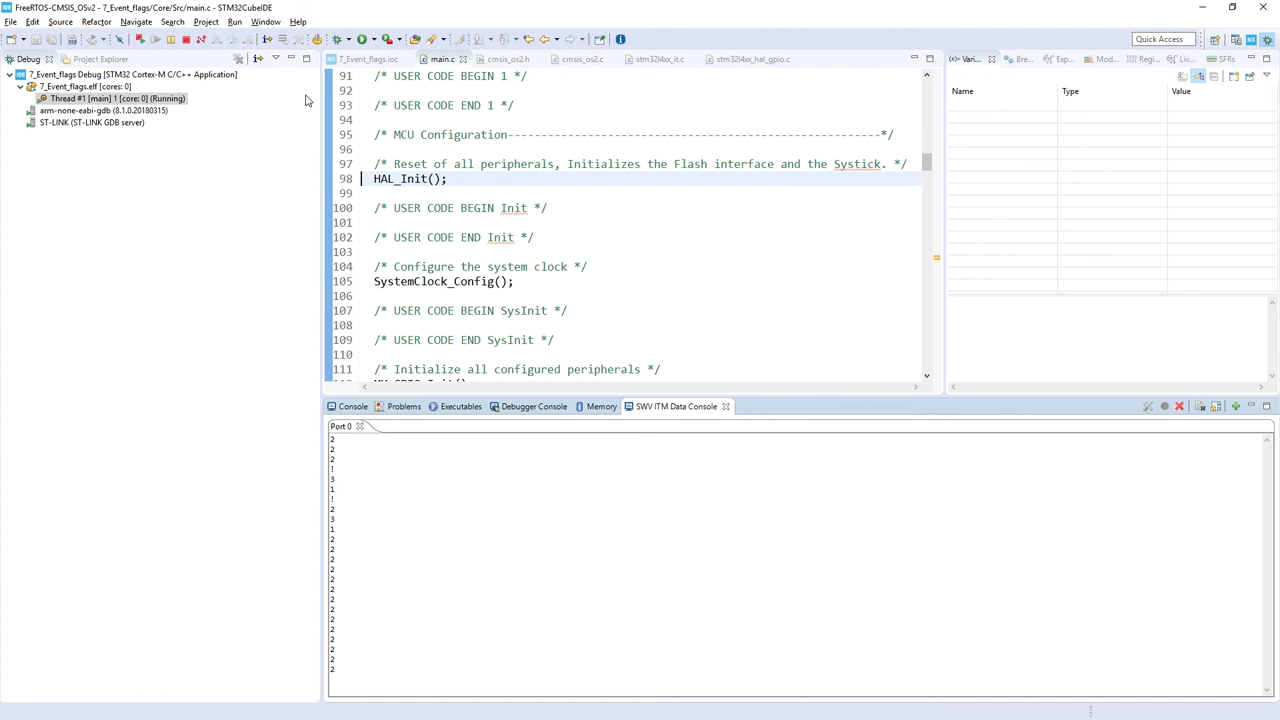 FreeRTOS-CMSIS_OSv2 - 7_Event_flags/Core/Src/main.c - STM32CubeIDE
File Edit Source Refactor Navigate Search Project Run Window Help
Quick Access
Debug Project Explorer
7_Event_flags Debug [STM32 Cortex-M C/C++ Application]
7_Event_flags.elf [cores: 0]
Thread #1 [main] 1 [core: 0] (Running)
arm-none-eabi-gdb (8.1.0.20180315)
ST-LINK (ST-LINK GDB server)
7_Event_flags.ioc main.c cmsis_os2.h cmsis_os2.c stm32l4xx_it.c stm32l4xx_hal_gpio.c
91 /* USER CODE BEGIN 1 */
92
93 /* USER CODE END 1 */
94
95 /* MCU Configuration--------------------------------------------------------*/
96
97 /* Reset of all peripherals, Initializes the Flash interface and the Systick. */
98 HAL_Init();
99
100 /* USER CODE BEGIN Init */
101
102 /* USER CODE END Init */
103
104 /* Configure the system clock */
105 SystemClock_Config();
106
107 /* USER CODE BEGIN SysInit */
108
109 /* USER CODE END SysInit */
110
111 /* Initialize all configured peripherals */
Vari... Bre... Exp... Mod... Regi... Liv... SFRs
Name Type Value
Console Problems Executables Debugger Console Memory SWV ITM Data Console
Port 0
2
2
2
!
3
1
!
2
3
1
2
2
2
2
2
2
2
2
2
2
2
2
2
2